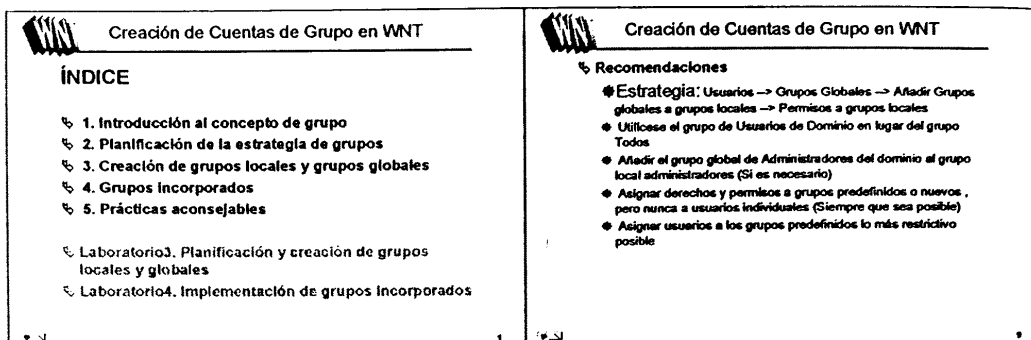 WN
Creación de Cuentas de Grupo en WNT
ÍNDICE
1. Introducción al concepto de grupo
2. Planificación de la estrategia de grupos
3. Creación de grupos locales y grupos globales
4. Grupos Incorporados
5. Prácticas aconsejables
Laboratorio3. Planificación y creación de grupos
locales y globales
Laboratorio4. Implementación de grupos Incorporados
1
WN
Creación de Cuentas de Grupo en WNT
Recomendaciones
Estrategia: Usuarios --> Grupos Globales --> Añadir Grupos
globales a grupos locales --> Permisos a grupos locales
Utilícese el grupo de Usuarios de Dominio en lugar del grupo
Todos
Añadir el grupo global de Administradores del dominio al grupo
local administradores (Si es necesario)
Asignar derechos y permisos a grupos predefinidos o nuevos ,
pero nunca a usuarios individuales (Siempre que sea posible)
Asignar usuarios a los grupos predefinidos lo más restrictivo
posible